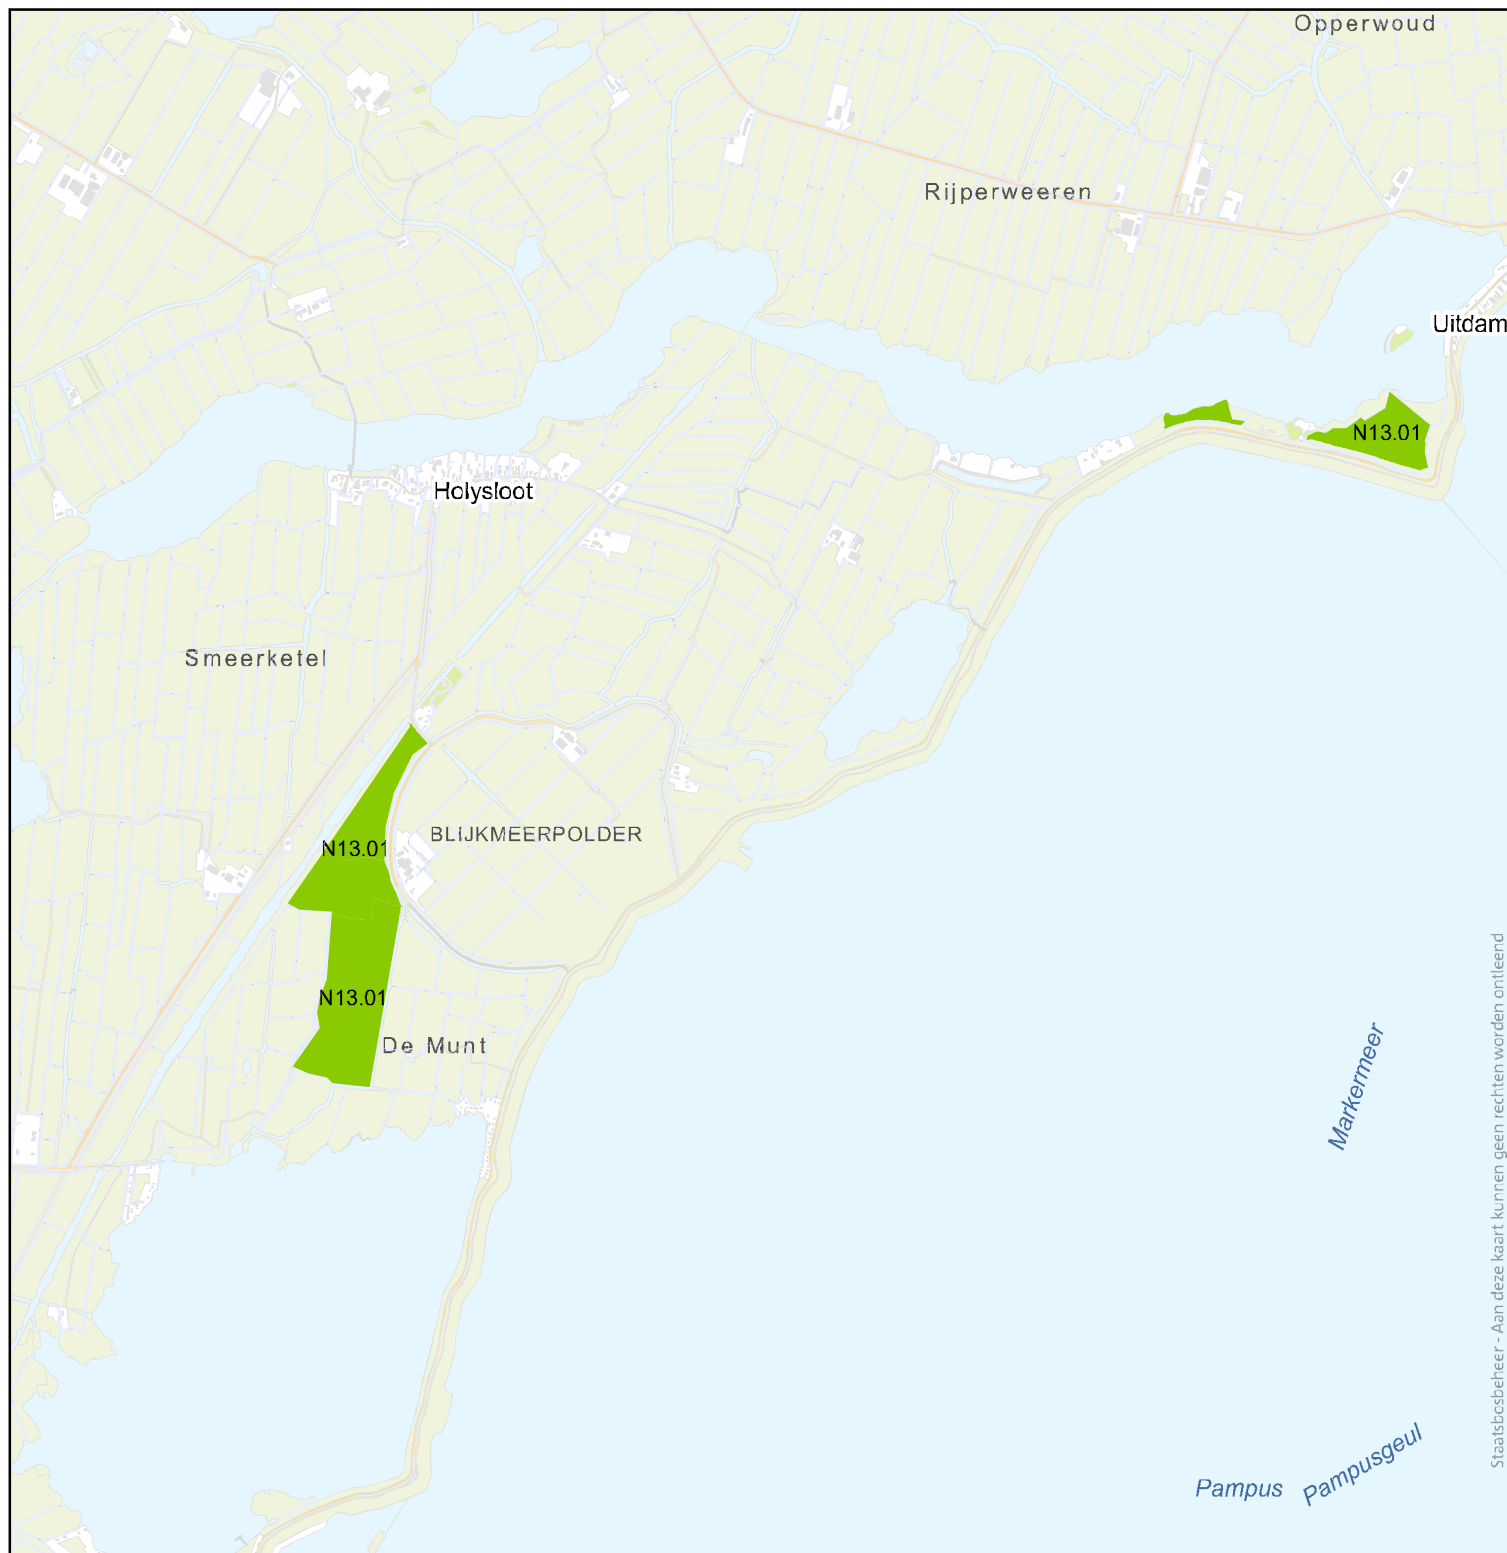 Opperwoud
Rijperweeren
Uitdam
N13.01
Holysloot
Smeerketel
BLIJKMEERPOLDER
N13.01
N13.01
De Munt
Markermeer
Pampus
Pampusgeul
Staatsbosbeheer - Aan deze kaart kunnen geen rechten worden ontleend